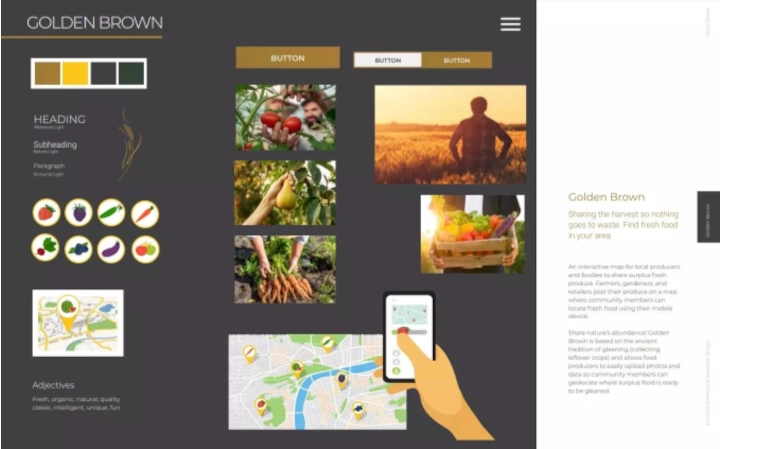 GOLDEN BROWN
BUTTON
BUTTON
BUTTON
HEADING
Montserrat Light
Subheading
Roboto Light
Paragraph
Montserrat Light
Adjectives
Fresh, organic, natural, quality
classic, intelligent, unique, fun
Golden Brown
Sharing the harvest so nothing
goes to waste. Find fresh food
in your area
An interactive map for local producers
and foodies to share surplus fresh
produce. Farmers, gardeners, and
retailers post their produce on a map
where community members can
locate fresh food using their mobile
device.
Share nature's abundance! Golden
Brown is based on the ancient
tradition of gleaning (collecting
leftover crops) and allows food
producers to easily upload photos and
data so community members can
geolocate where surplus food is ready
to be gleaned.
Golden Brown